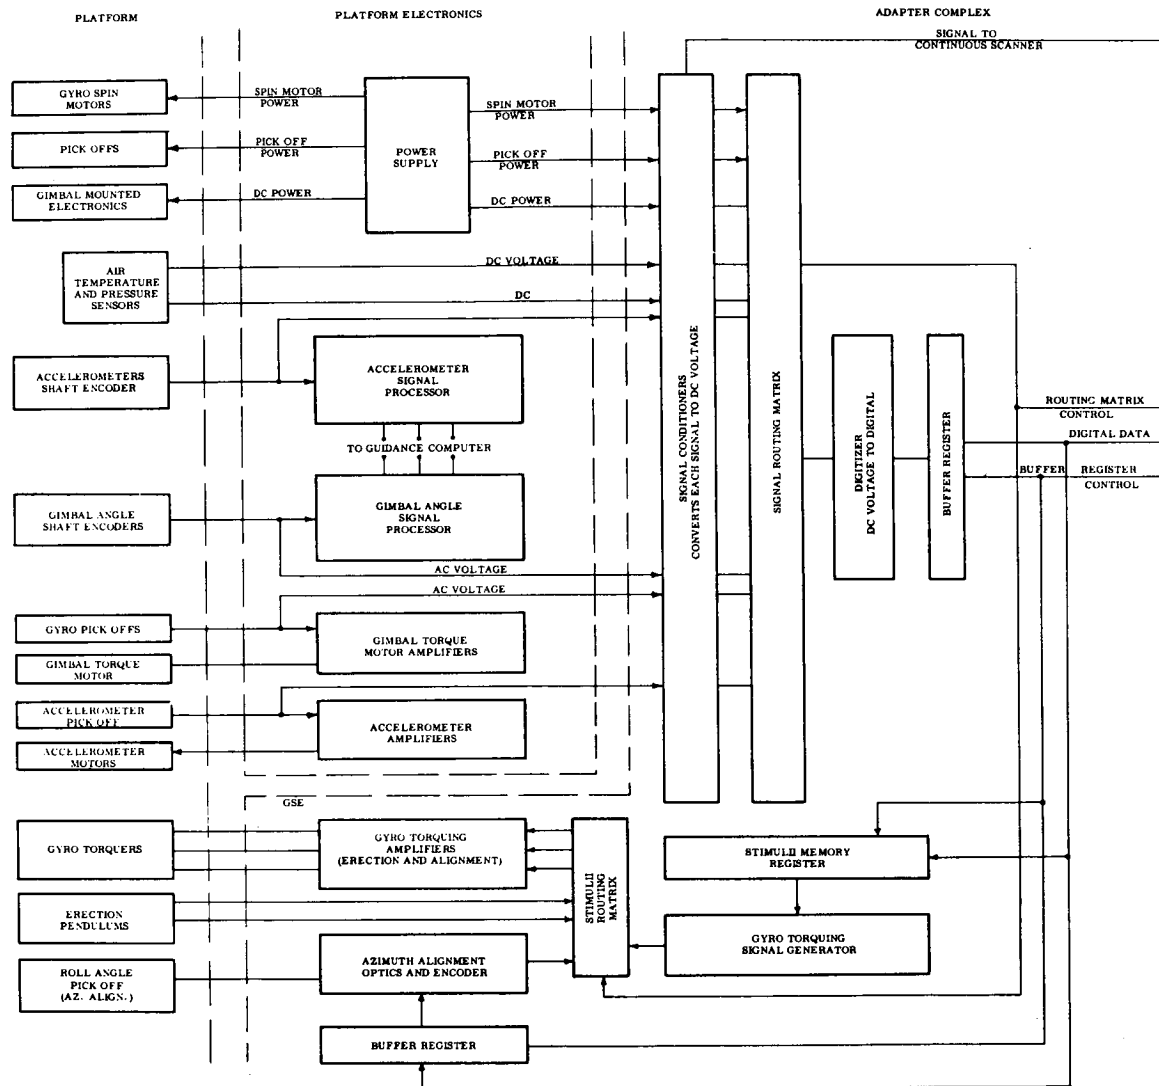 PLATFORM
PLATFORM ELECTRONICS
ADAPTER COMPLEX
SIGNAL TO
CONTINUOUS SCANNER
GYRO SPIN
MOTORS
SPIN MOTOR
POWER
POWER
SUPPLY
SPIN MOTOR
POWER
PICK OFFS
PICK OFF
POWER
PICK OFF
POWER
GIMBAL MOUNTED
ELECTRONICS
DC POWER
DC POWER
AIR
TEMPERATURE
AND PRESSURE
SENSORS
DC VOLTAGE
DC
ACCELEROMETERS
SHAFT ENCODER
ACCELEROMETER
SIGNAL
PROCESSOR
TO GUIDANCE COMPUTER
GIMBAL ANGLE
SHAFT ENCODERS
GIMBAL ANGLE
SIGNAL
PROCESSOR
AC VOLTAGE
AC VOLTAGE
SIGNAL CONDITIONERS
CONVERTS EACH SIGNAL TO DC VOLTAGE
SIGNAL ROUTING MATRIX
DIGITIZER
DC VOLTAGE TO DIGITAL
BUFFER REGISTER
ROUTING MATRIX
CONTROL
DIGITAL DATA
BUFFER REGISTER
CONTROL
GYRO PICK OFFS
GIMBAL TORQUE
MOTOR
GIMBAL TORQUE
MOTOR AMPLIFIERS
ACCELEROMETER
PICK OFF
ACCELEROMETER
MOTORS
ACCELEROMETER
AMPLIFIERS
GSE
GYRO TORQUERS
GYRO TORQUING
AMPLIFIERS
(ERECTION AND ALIGNMENT)
STIMULII
ROUTING
MATRIX
STIMULII MEMORY
REGISTER
ERECTION
PENDULUMS
GYRO TORQUING
SIGNAL GENERATOR
ROLL ANGLE
PICK OFF
(AZ. ALIGN.)
AZIMUTH ALIGNMENT
OPTICS AND ENCODER
BUFFER REGISTER